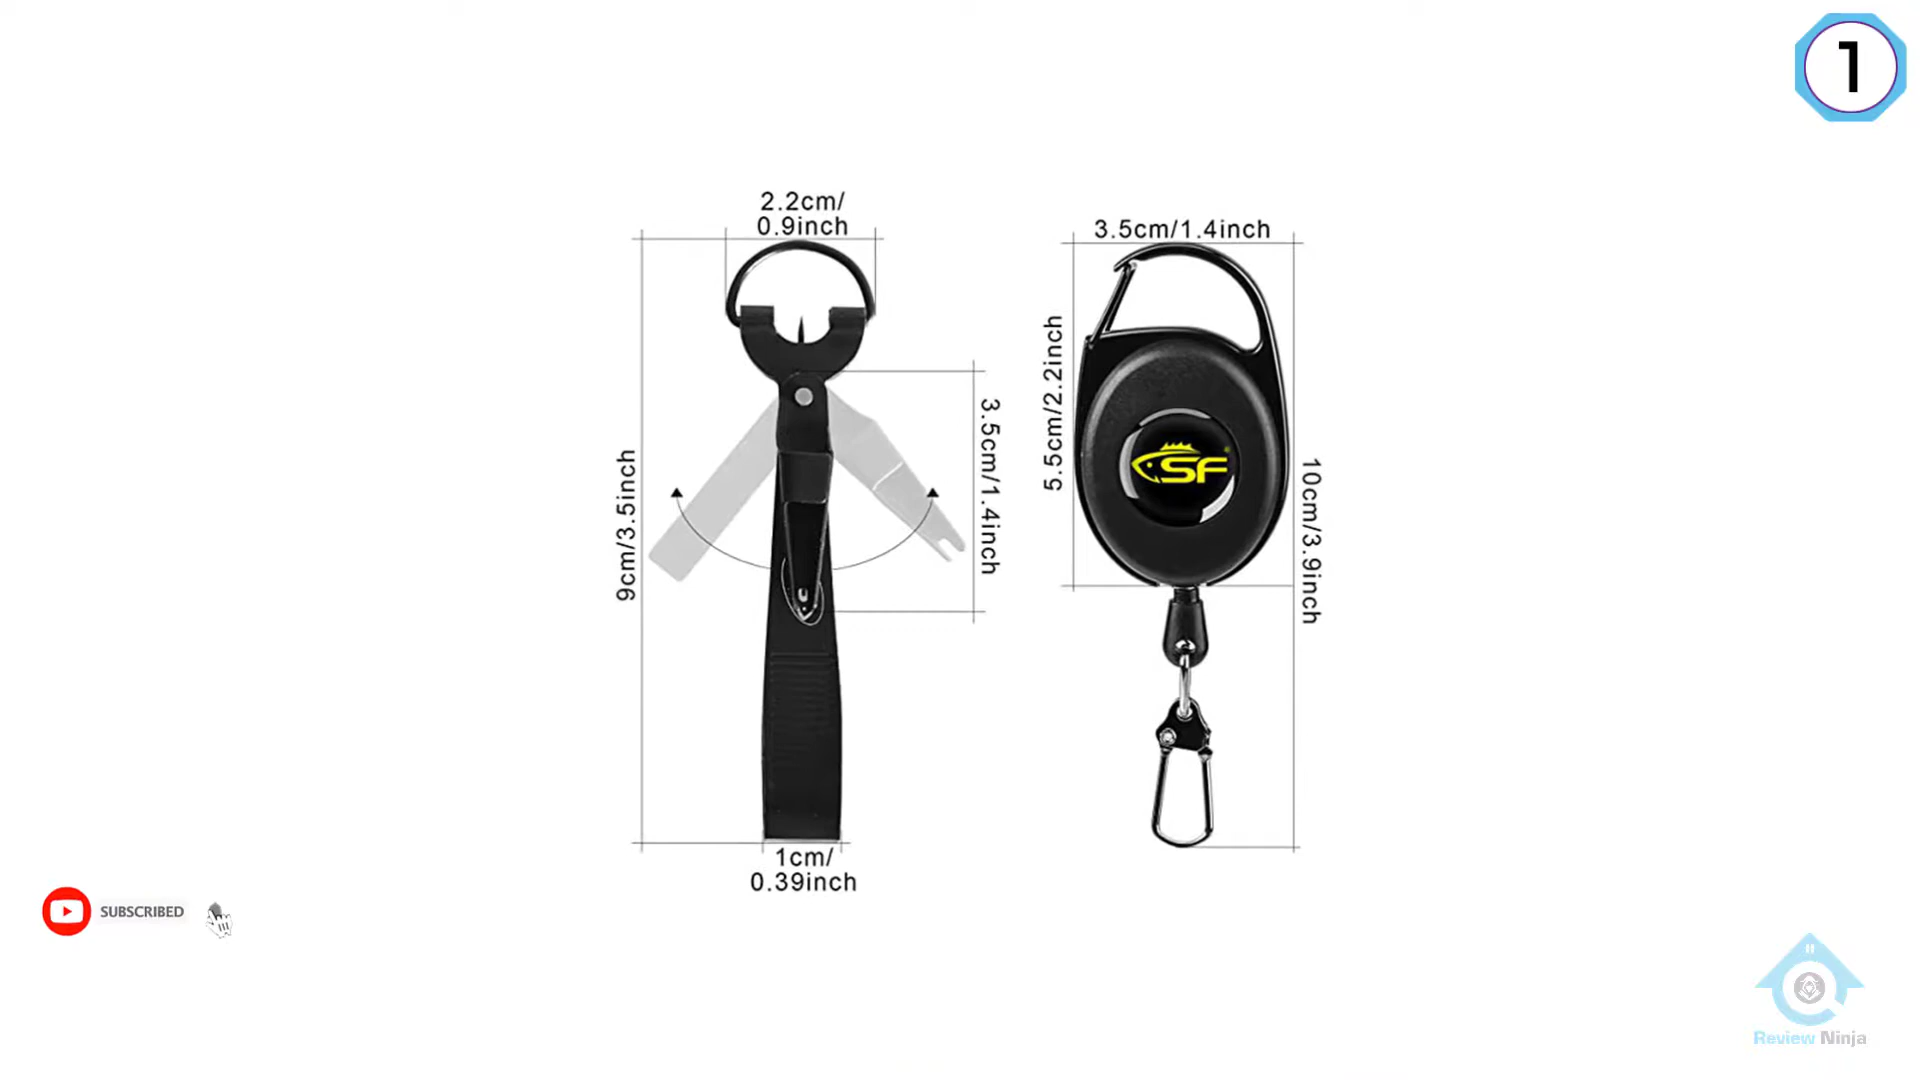 1
2.2cm/
0.9inch
3.5cm/1.4inch
9cm/3.5inch
3.5cm/1.4inch
5.5cm/2.2inch
SF
10cm/3.9inch
1cm/
0.39inch
SUBSCRIBED
Review Ninja